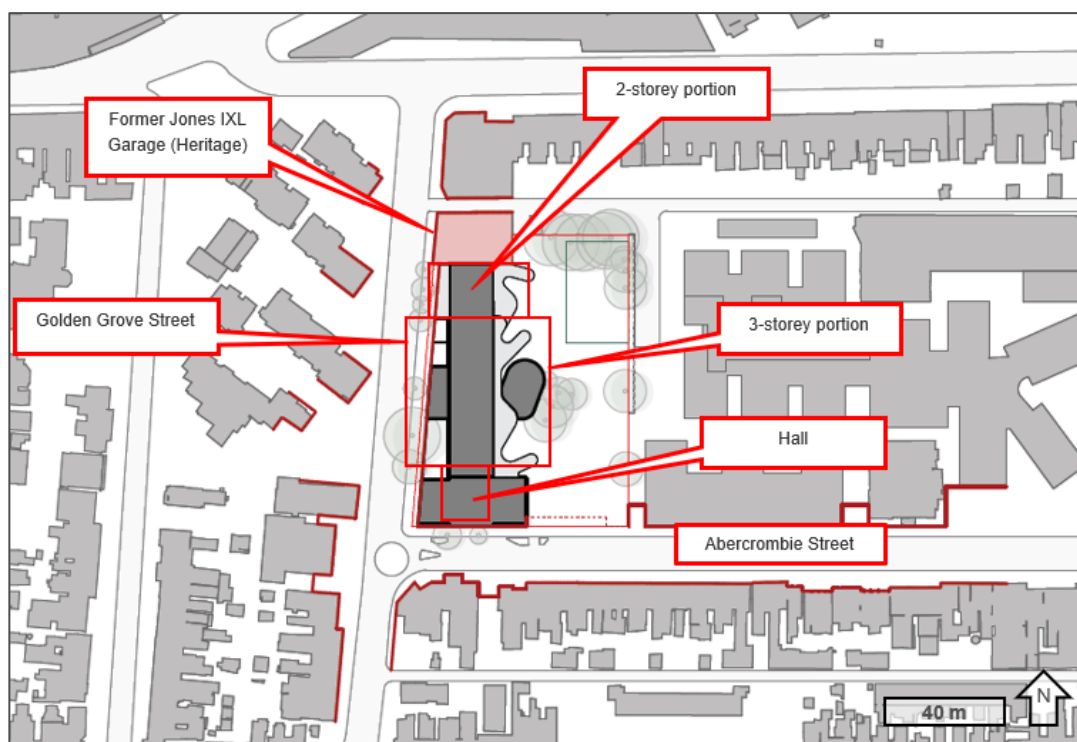 2-storey portion
Former Jones IXL
Garage (Heritage)
Golden Grove Street
3-storey portion
Hall
Abercrombie Street
N
40 m